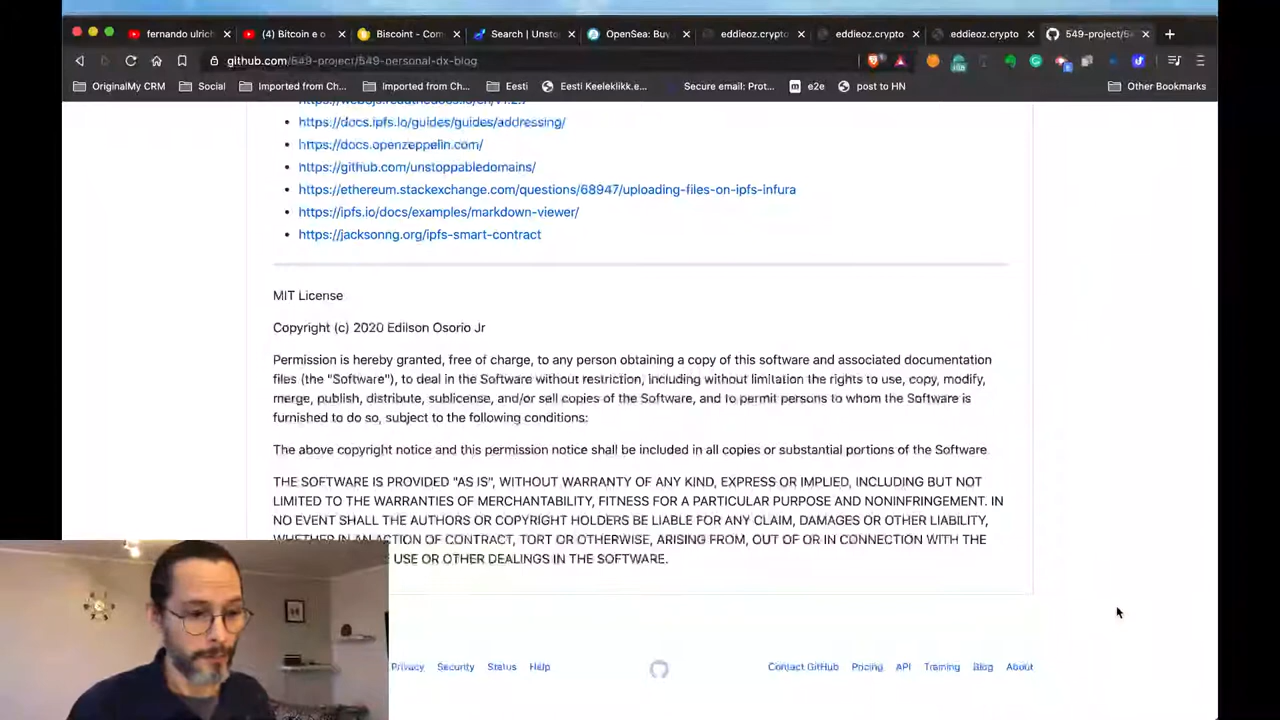 fernando ulrich
(4) Bitcoin e o
Biscoint - Com
Search | Unsto
OpenSea: Buy
eddieoz.crypto
eddieoz.crypto
eddieoz.crypto
549-project/54
github.com/549-project/549-personal-dx-blog
OriginalMy CRM
Social
Imported from C...
Imported From C...
Eesti
Eesti Keeleklikk.e...
Secure email: Prot...
e2e
post to HN
Other Bookmarks
https://docs.ipfs.io/guides/guides/addressing/
https://docs.openzeppelin.com/
https://github.com/unstoppabledomains/
https://ethereum.stackexchange.com/questions/68947/uploading-files-on-ipfs-infura
https://ipfs.io/docs/examples/markdown-viewer/
https://jacksonng.org/ipfs-smart-contract
MIT License
Copyright (c) 2020 Edilson Osorio Jr
Permission is hereby granted, free of charge, to any person obtaining a copy of this software and associated documentation
files (the "Software"), to deal in the Software without restriction, including without limitation the rights to use, copy, modify,
merge, publish, distribute, sublicense, and/or sell copies of the Software, and to permit persons to whom the Software is
furnished to do so, subject to the following conditions:
The above copyright notice and this permission notice shall be included in all copies or substantial portions of the Software.
THE SOFTWARE IS PROVIDED "AS IS", WITHOUT WARRANTY OF ANY KIND, EXPRESS OR IMPLIED, INCLUDING BUT NOT
LIMITED TO THE WARRANTIES OF MERCHANTABILITY, FITNESS FOR A PARTICULAR PURPOSE AND NONINFRINGEMENT. IN
NO EVENT SHALL THE AUTHORS OR COPYRIGHT HOLDERS BE LIABLE FOR ANY CLAIM, DAMAGES OR OTHER LIABILITY,
WHETHER IN AN ACTION OF CONTRACT, TORT OR OTHERWISE, ARISING FROM, OUT OF OR IN CONNECTION WITH THE
USE OR OTHER DEALINGS IN THE SOFTWARE.
Privacy
Security
Status
Help
Contact GitHub
Pricing
API
Training
Blog
About